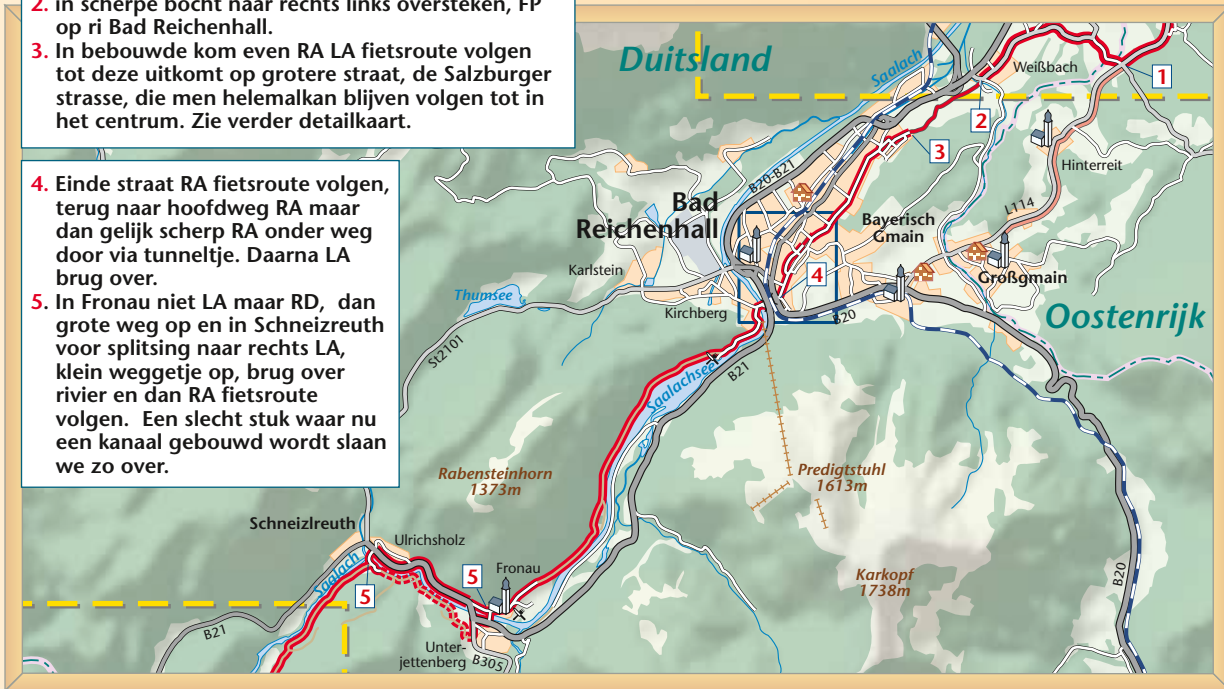 2. in scherpe bocht naar rechts links oversteken, FP
op ri Bad Reichenhall.
3. In bebouwde kom even RA LA fietsroute volgen
tot deze uitkomt op grotere straat, de Salzburger
strasse, die men helemalkan blijven volgen tot in
het centrum. Zie verder detailkaart.
4. Einde straat RA fietsroute volgen,
terug naar hoofdweg RA maar
dan gelijk scherp RA onder weg
door via tunneltje. Daarna LA
brug over.
5. In Fronau niet LA maar RD, dan
grote weg op en in Schneizreuth
voor splitsing naar rechts LA,
klein weggetje op, brug over
rivier en dan RA fietsroute
volgen. Een slecht stuk waar nu
een kanaal gebouwd wordt slaan
we zo over.
Duitsland
Saalach
Weißbach
1
2
3
Hinterreit
B20-B21
L114
Bad
Reichenhall
Bayerisch
Gmain
Karlstein
4
Großgmain
Thumsee
Kirchberg
B20
Oostenrijk
St2101
B21
Saalachsee
Rabensteinhorn
1373m
Predigtstuhl
1613m
Schneizlreuth
Ulrichsholz
Saalach
5
5
Fronau
Karkopf
1738m
B20
B21
Unter-
jettenberg
B305